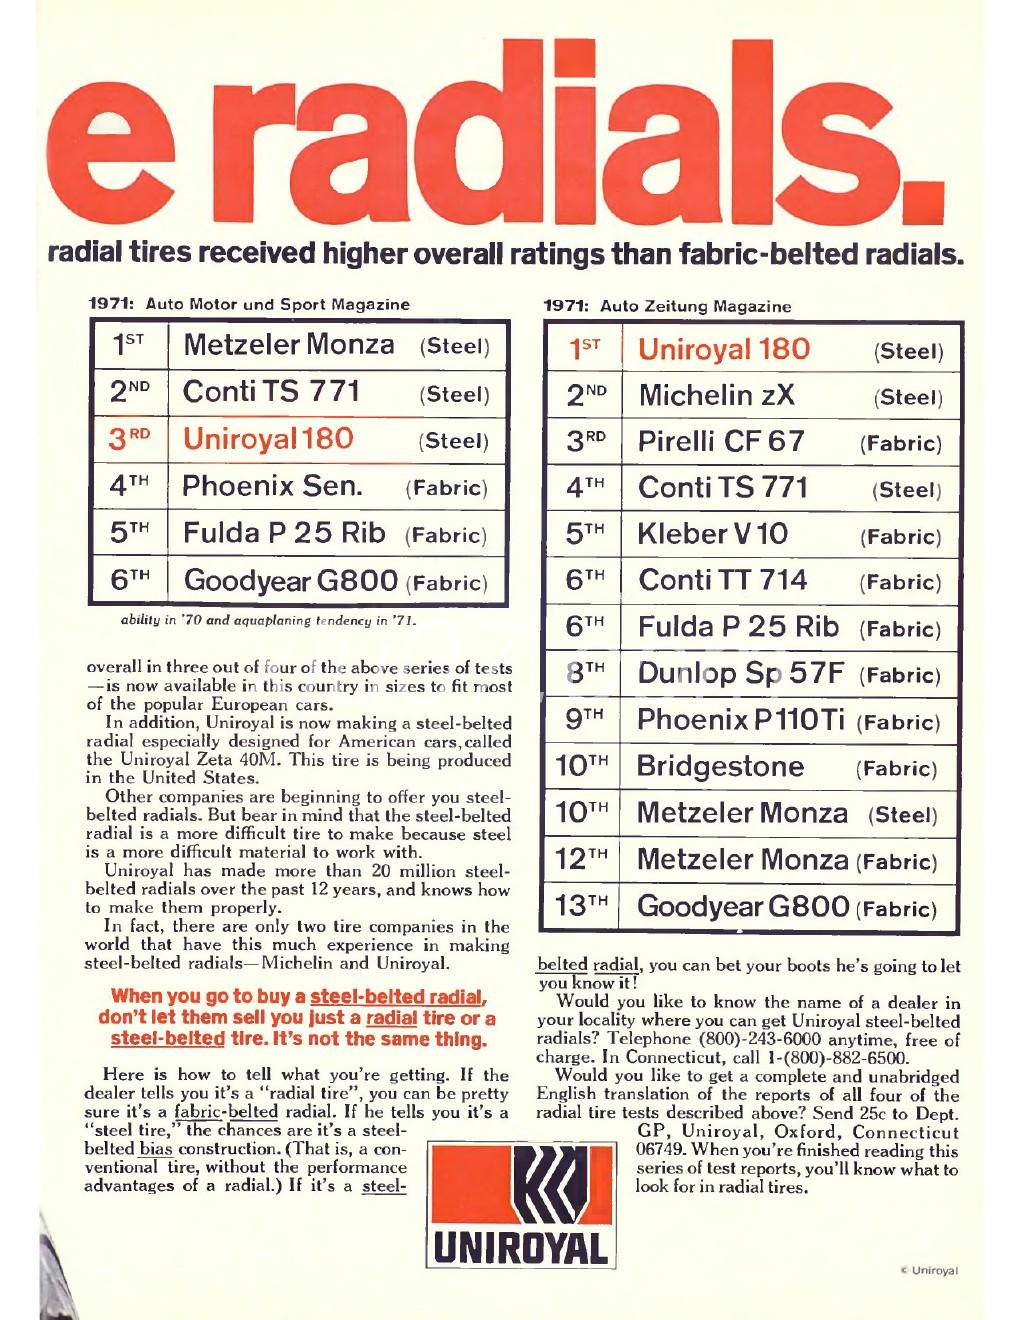 e radials.
radial tires received higher overall ratings than fabric-belted radials.
1971: Auto Motor und Sport Magazine
1ST Metzeler Monza (Steel)
2ND Conti TS 771 (Steel)
3RD Uniroyal 180 (Steel)
4TH Phoenix Sen. (Fabric)
5TH Fulda P 25 Rib (Fabric)
6TH Goodyear G800 (Fabric)
ability in '70 and aquaplaning tendency in '71.
overall in three out of four of the above series of tests
—is now available in this country in sizes to fit most
of the popular European cars.
In addition, Uniroyal is now making a steel-belted
radial especially designed for American cars, called
the Uniroyal Zeta 40M. This tire is being produced
in the United States.
Other companies are beginning to offer you steel-
belted radials. But bear in mind that the steel-belted
radial is a more difficult tire to make because steel
is a more difficult material to work with.
Uniroyal has made more than 20 million steel-
belted radials over the past 12 years, and knows how
to make them properly.
In fact, there are only two tire companies in the
world that have this much experience in making
steel-belted radials—Michelin and Uniroyal.
When you go to buy a steel-belted radial,
don't let them sell you just a radial tire or a
steel-belted tire. It's not the same thing.
Here is how to tell what you're getting. If the
dealer tells you it's a "radial tire", you can be pretty
sure it's a fabric-belted radial. If he tells you it's a
"steel tire," the chances are it's a steel-
belted bias construction. (That is, a con-
ventional tire, without the performance
advantages of a radial.) If it's a steel-
1971: Auto Zeitung Magazine
1ST Uniroyal 180 (Steel)
2ND Michelin zX (Steel)
3RD Pirelli CF 67 (Fabric)
4TH Conti TS 771 (Steel)
5TH Kleber V 10 (Fabric)
6TH Conti TT 714 (Fabric)
6TH Fulda P 25 Rib (Fabric)
8TH Dunlop Sp 57F (Fabric)
9TH Phoenix P110Ti (Fabric)
10TH Bridgestone (Fabric)
10TH Metzeler Monza (Steel)
12TH Metzeler Monza (Fabric)
13TH Goodyear G800 (Fabric)
belted radial, you can bet your boots he's going to let
you know it!
Would you like to know the name of a dealer in
your locality where you can get Uniroyal steel-belted
radials? Telephone (800)-243-6000 anytime, free of
charge. In Connecticut, call 1-(800)-882-6500.
Would you like to get a complete and unabridged
English translation of the reports of all four of the
radial tire tests described above? Send 25c to Dept.
GP, Uniroyal, Oxford, Connecticut
06749. When you're finished reading this
series of test reports, you'll know what to
look for in radial tires.
UNIROYAL
© Uniroyal